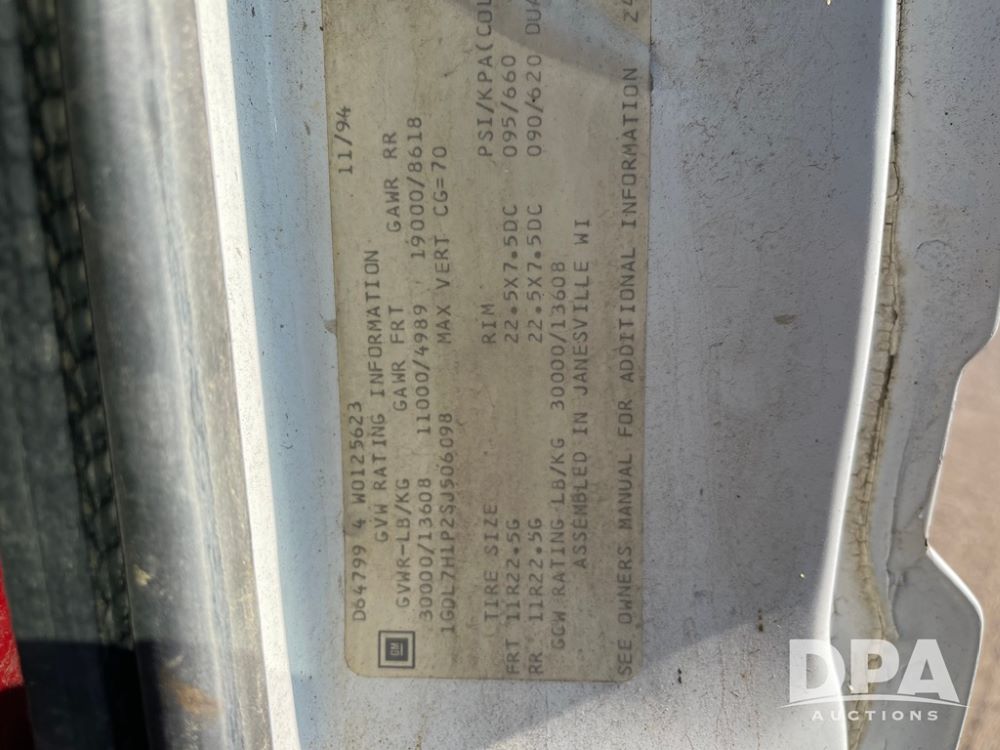 D64799 4 W0125623 11/94
GM
GVW RATING INFORMATION
GVWR-LB/KG GAWR FRT GAWR RR
30000/13608 11000/4989 19000/8618
1GDL7H1P2SJ506098 MAX VERT CG=70
TIRE SIZE RIM PSI/KPA(COL
FRT 11R22.5G 22.5X7.5DC 095/660
RR 11R22.5G 22.5X7.5DC 090/620 DUA
GCW RATING LB/KG 30000/13608
ASSEMBLED IN JANESVILLE WI
SEE OWNERS MANUAL FOR ADDITIONAL INFORMATION 24
DPA
AUCTIONS